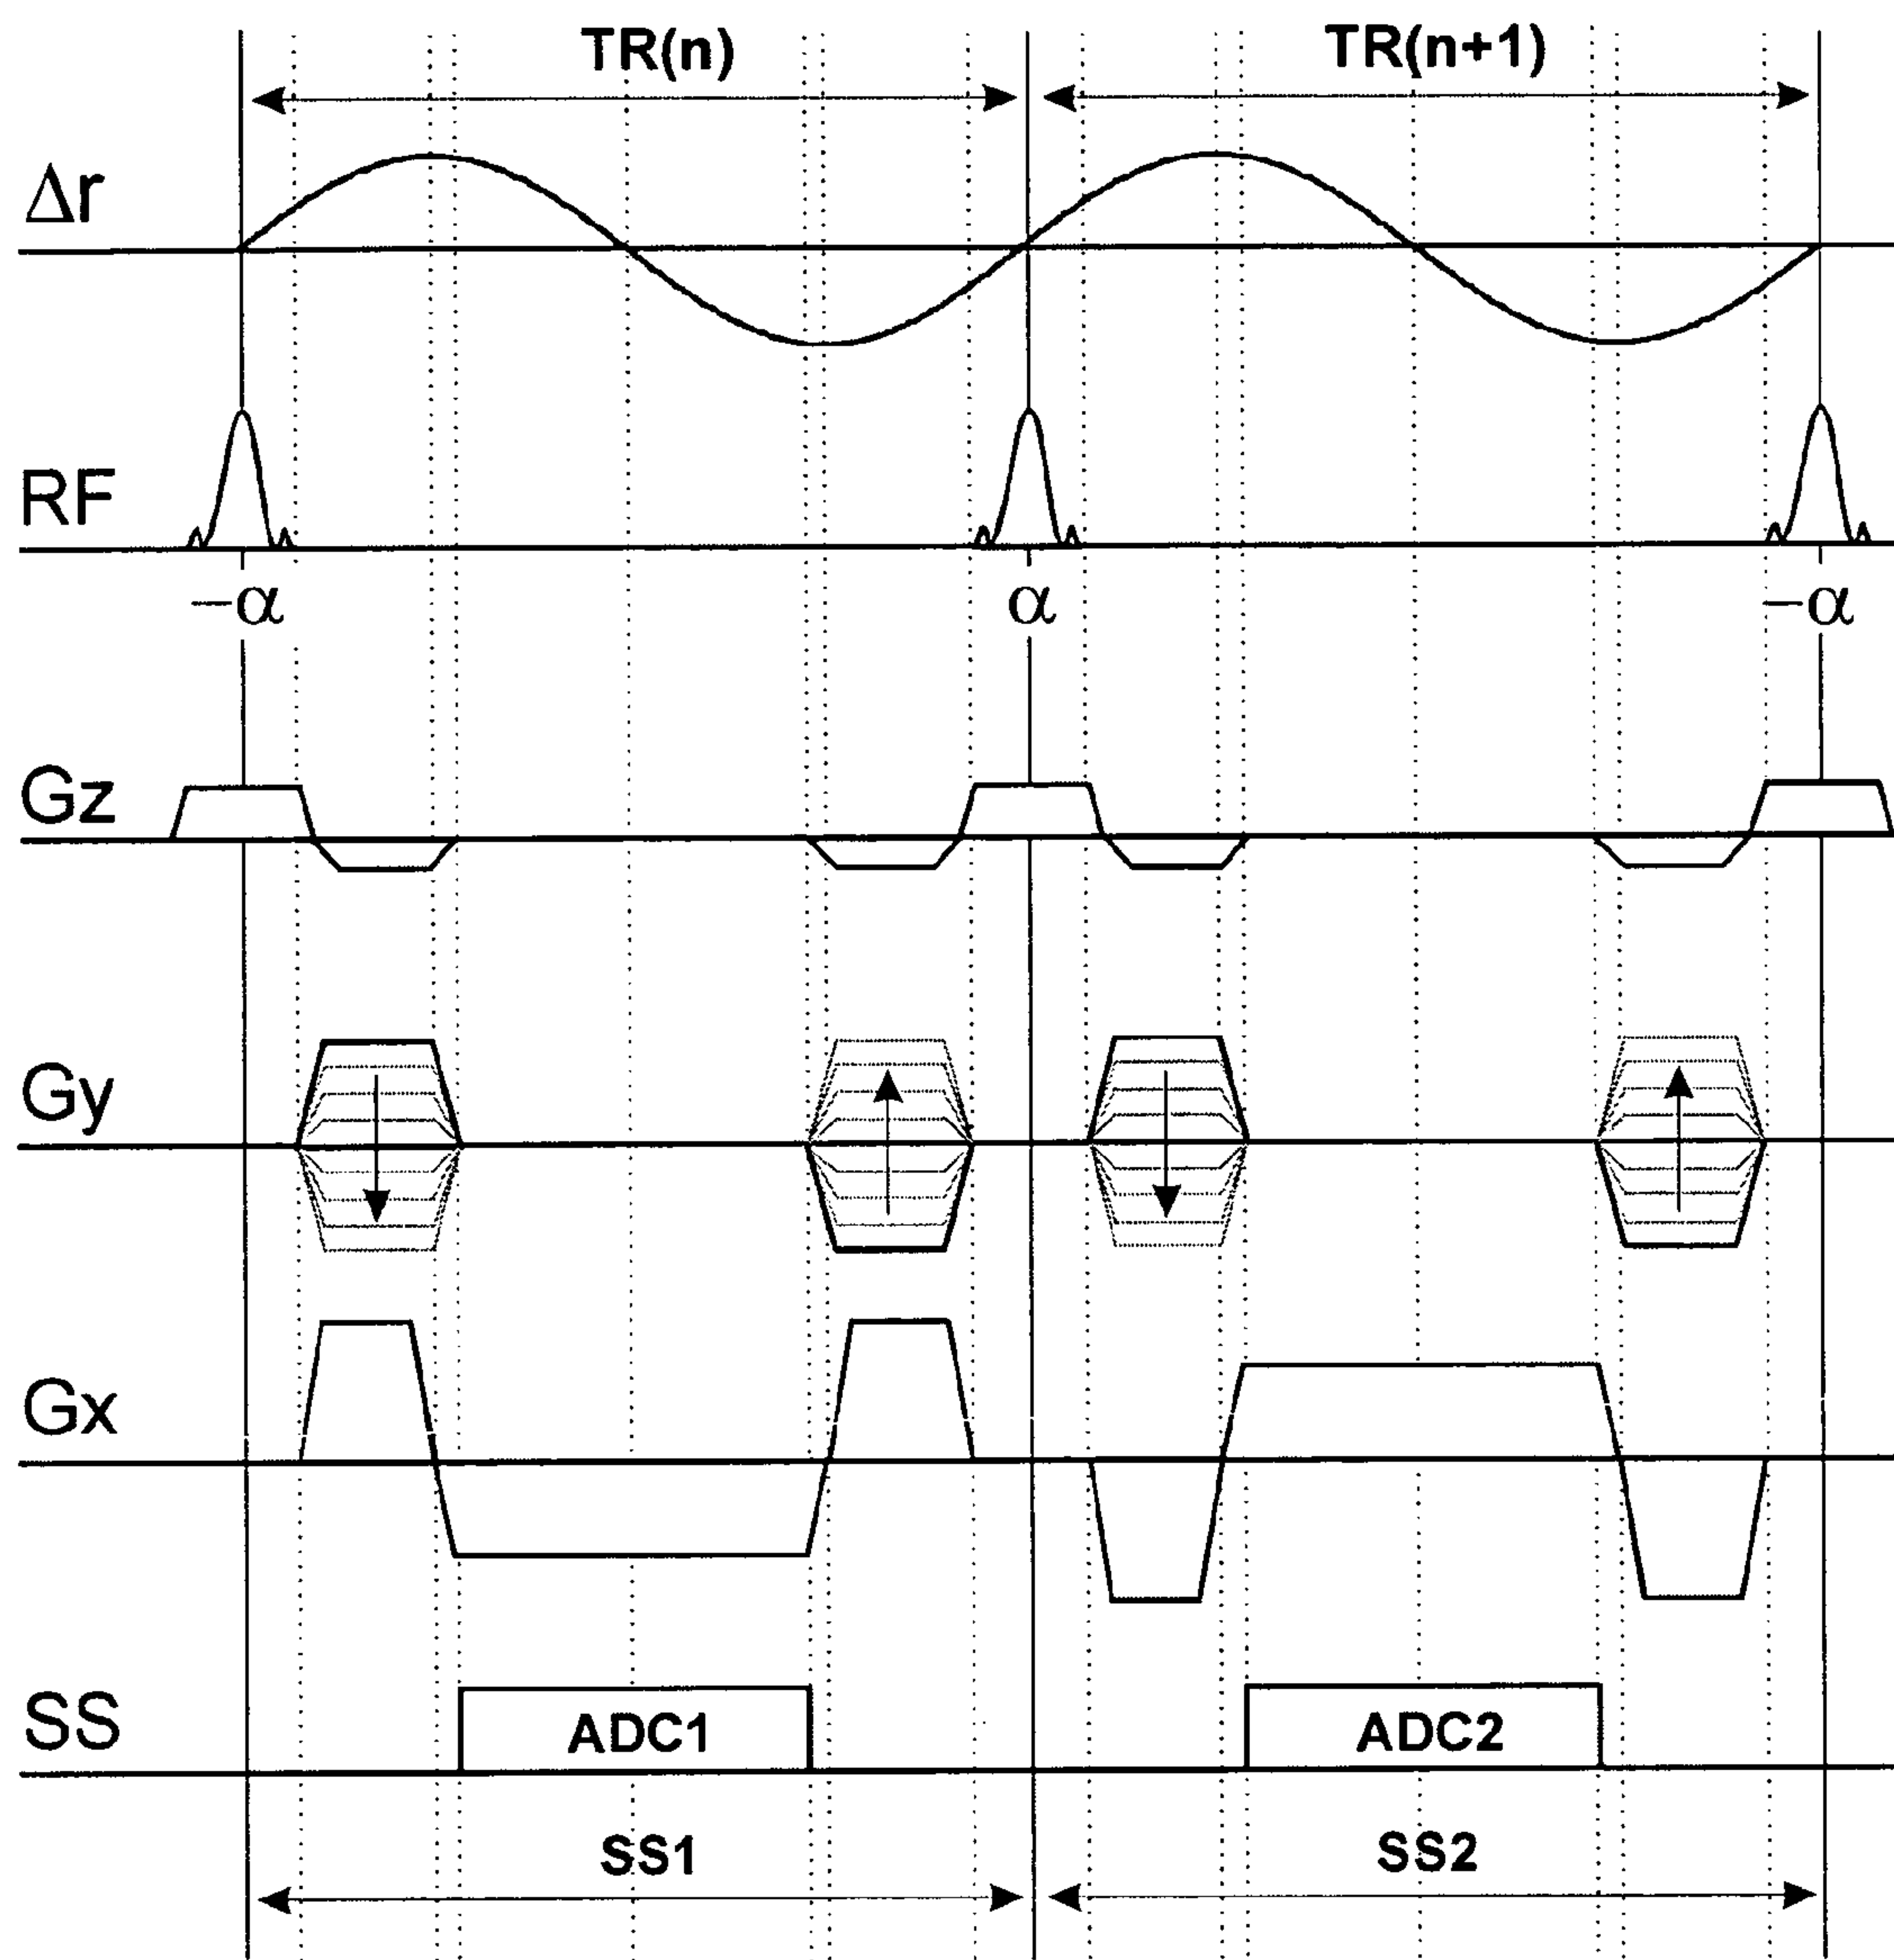 TR(n) TR(n+1)
Δr
RF
−α α −α
Gz
Gy
Gx
SS
ADC1 ADC2
SS1 SS2